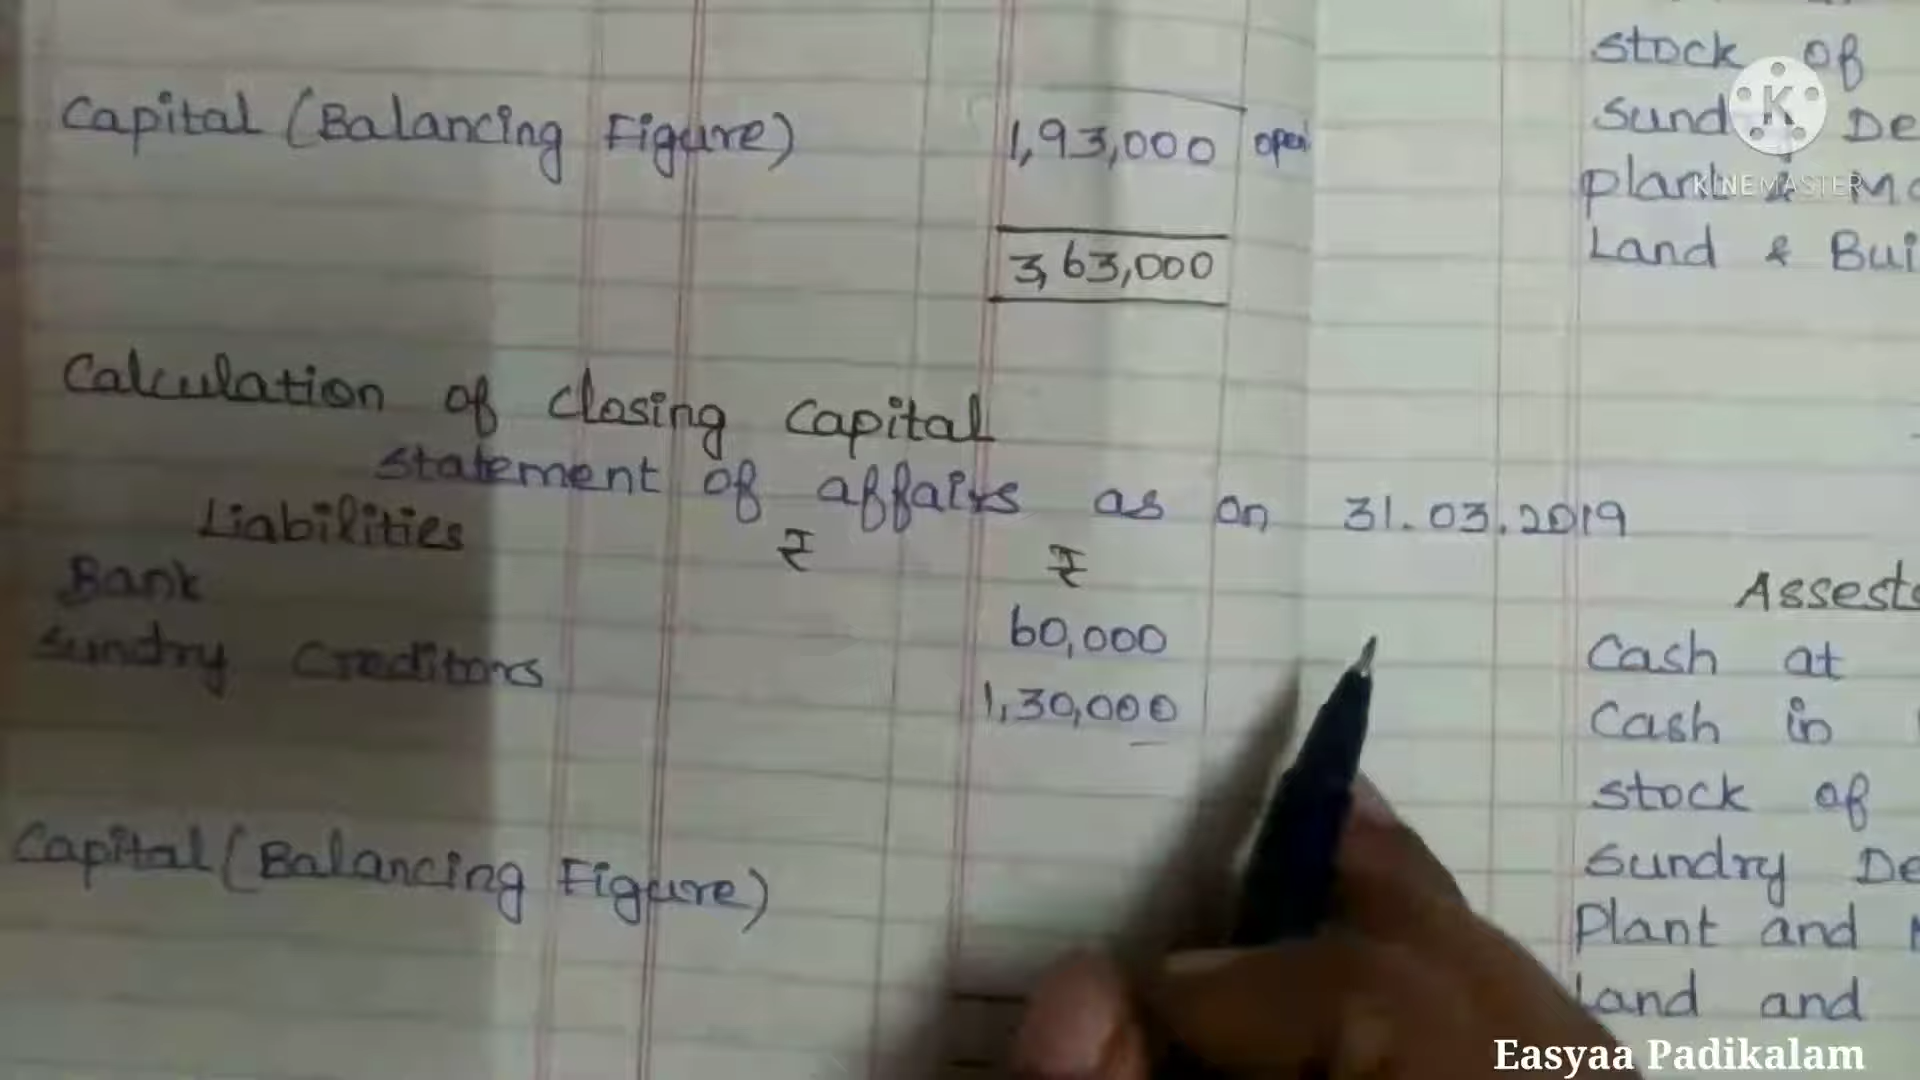 Capital (Balancing Figure) 1,93,000 open
3,63,000
Calculation of closing capital
Statement of affairs as on 31.03.2019
Liabilities ₹ ₹
Bank 60,000
Sundry Creditors 1,30,000
Capital (Balancing Figure)
stock of
Sund De
plant &
Land & Bui
Assests
Cash at
Cash in
stock of
Sundry De
Plant and
Land and
K
KINEMASTER
Easyaa Padikalam